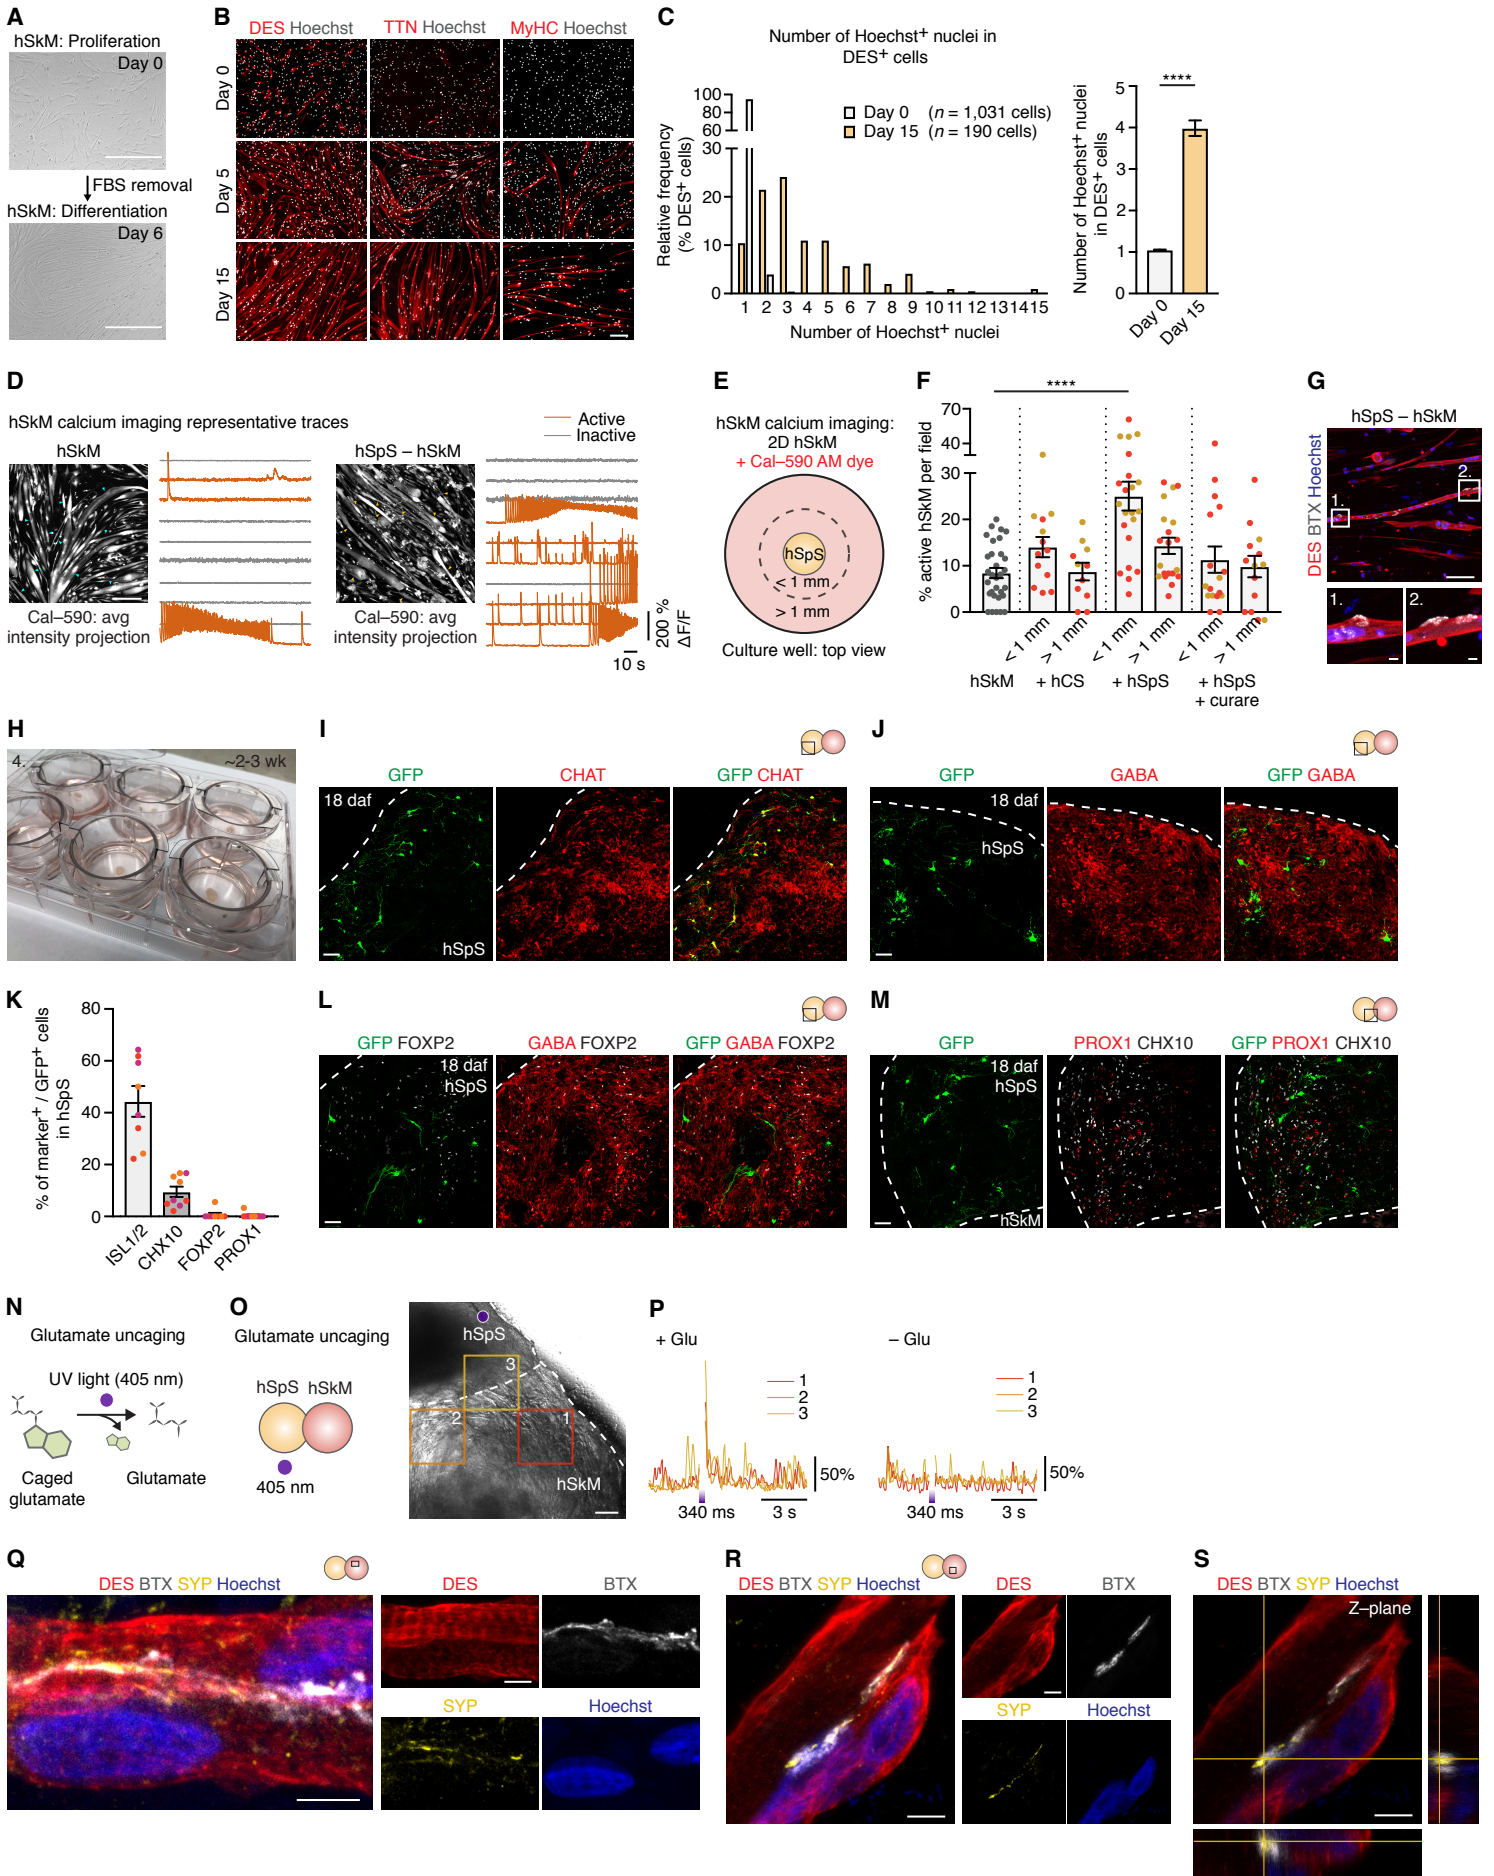 A
hSkM: Proliferation
Day 0
FBS removal
hSkM: Differentiation
Day 6
B
DES Hoechst
TTN Hoechst
MyHC Hoechst
Day 0
Day 5
Day 15
C
Number of Hoechst+ nuclei in
DES+ cells
Relative frequency
(% DES+ cells)
100
80
60
30
20
10
0
Day 0 (n = 1,031 cells)
Day 15 (n = 190 cells)
1 2 3 4 5 6 7 8 9 10 11 12 13 14 15
Number of Hoechst+ nuclei
Number of Hoechst+ nuclei
in DES+ cells
5
4
3
2
1
0
****
Day 0
Day 15
D
hSkM calcium imaging representative traces
Active
Inactive
hSkM
hSpS – hSkM
Cal–590: avg
intensity projection
Cal–590: avg
intensity projection
200 %
ΔF/F
10 s
E
hSkM calcium imaging:
2D hSkM
+ Cal–590 AM dye
hSpS
< 1 mm
> 1 mm
Culture well: top view
F
****
% active hSkM per field
70
40
30
20
10
0
< 1 mm
> 1 mm
< 1 mm
> 1 mm
< 1 mm
> 1 mm
hSkM
+ hCS
+ hSpS
+ hSpS
+ curare
G
hSpS – hSkM
DES BTX Hoechst
1.
2.
1.
2.
H
4.
~2-3 wk
I
GFP
CHAT
GFP CHAT
18 daf
hSpS
J
GFP
GABA
GFP GABA
18 daf
hSpS
K
% of marker+ / GFP+ cells
in hSpS
80
60
40
20
0
ISL1/2
CHX10
FOXP2
PROX1
L
GFP FOXP2
GABA FOXP2
GFP GABA FOXP2
18 daf
hSpS
M
GFP
PROX1 CHX10
GFP PROX1 CHX10
18 daf
hSpS
hSkM
N
Glutamate uncaging
UV light (405 nm)
Caged
glutamate
Glutamate
O
Glutamate uncaging
hSpS hSkM
405 nm
hSpS
3
2
1
hSkM
P
+ Glu
1
2
3
50%
340 ms
3 s
– Glu
1
2
3
50%
340 ms
3 s
Q
DES BTX SYP Hoechst
DES
BTX
SYP
Hoechst
R
DES BTX SYP Hoechst
DES
BTX
SYP
Hoechst
S
DES BTX SYP Hoechst
Z–plane